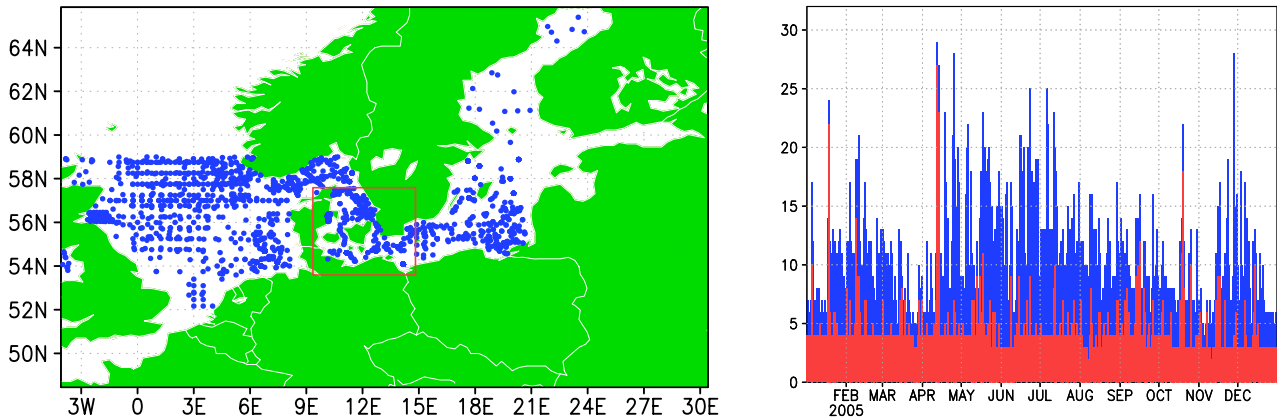 64N
62N
60N
58N
56N
54N
52N
50N
3W 0 3E 6E 9E 12E 15E 18E 21E 24E 27E 30E
30
25
20
15
10
5
0
FEB MAR APR MAY JUN JUL AUG SEP OCT NOV DEC
2005